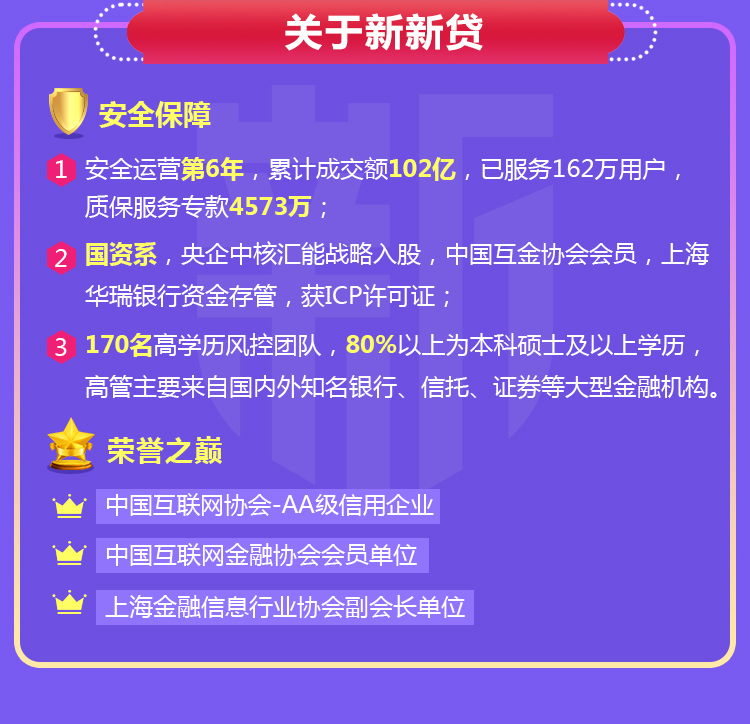 关于新新贷
安全保障
1 安全运营第6年，累计成交额102亿，已服务162万用户，
质保服务专款4573万；
2 国资系，央企中核汇能战略入股，中国互金协会会员，上海
华瑞银行资金存管，获ICP许可证；
3 170名高学历风控团队，80%以上为本科硕士及以上学历，
高管主要来自国内外知名银行、信托、证券等大型金融机构。
荣誉之巅
中国互联网协会-AA级信用企业
中国互联网金融协会会员单位
上海金融信息行业协会副会长单位